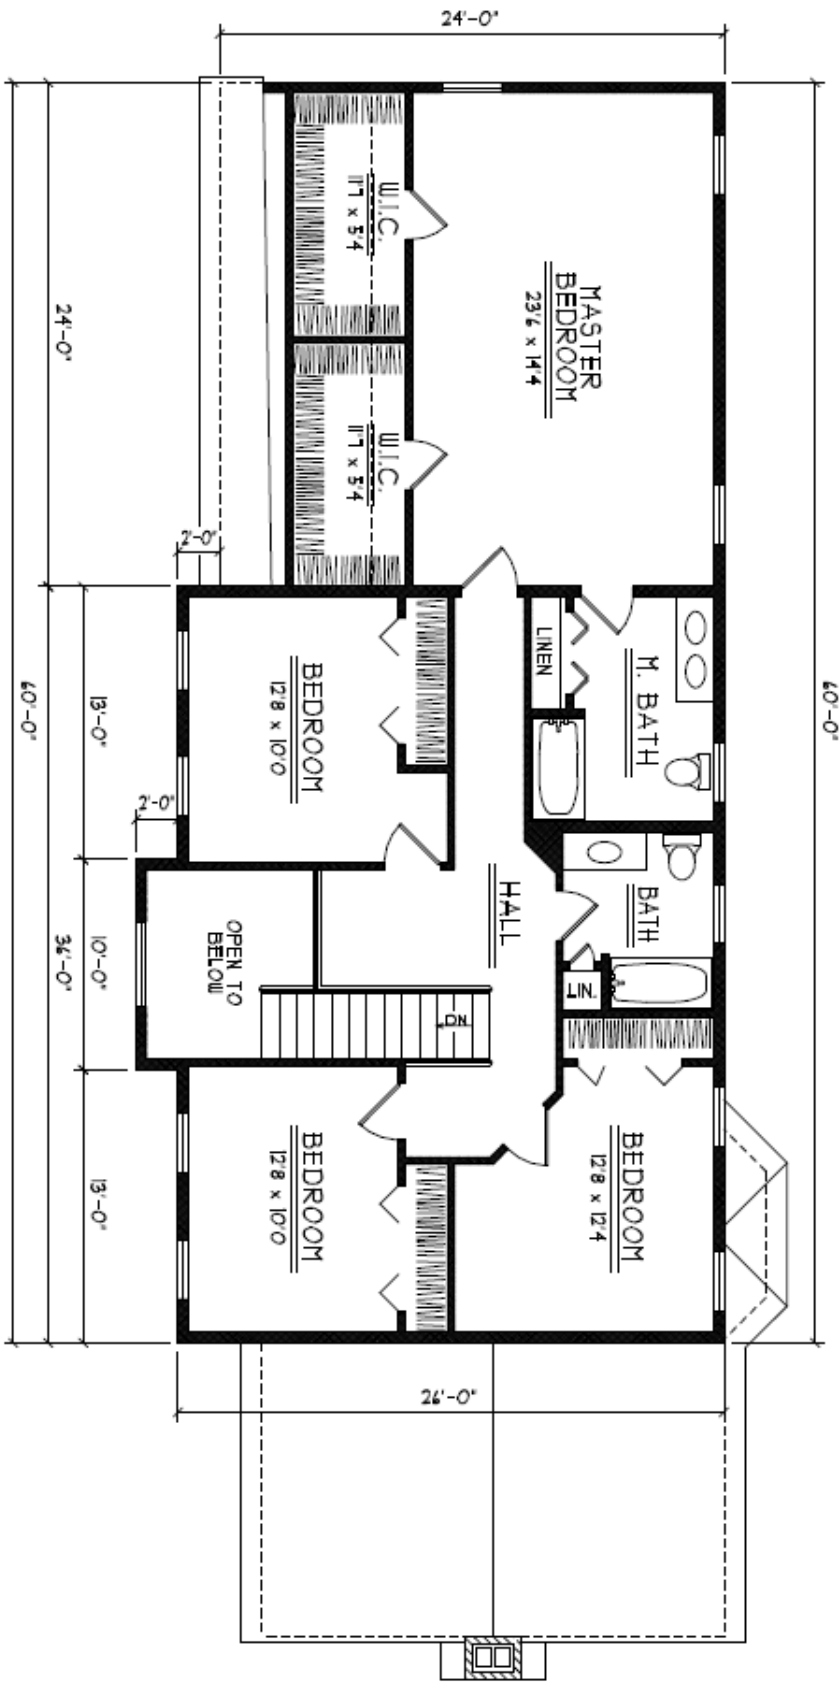 24'-0"
W.I.C.
11'7 x 5'4
MASTER
BEDROOM
23'6 x 14'4
24'-0"
W.I.C.
11'7 x 5'4
2'-0"
60'-0"
60'-0"
13'-0"
BEDROOM
12'8 x 10'0
LINEN
M. BATH
2'-0"
36'-0"
10'-0"
OPEN TO
BELOW
HALL
BATH
LIN.
DN
13'-0"
BEDROOM
12'8 x 10'0
BEDROOM
12'8 x 12'4
26'-0"